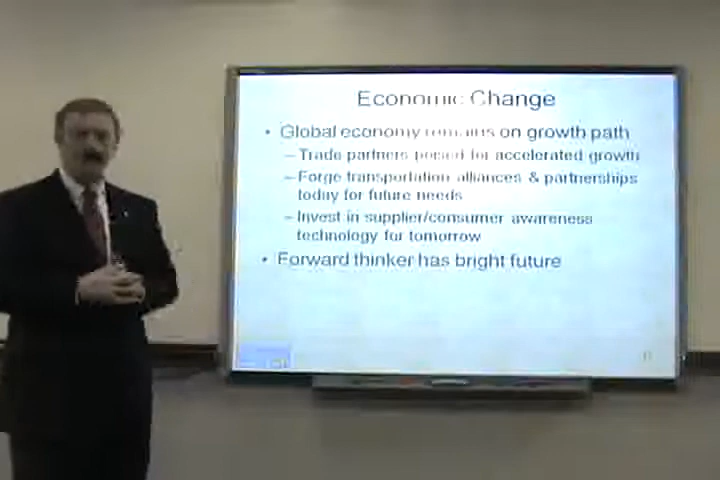 Economic Change
• Global economy remains on growth path
– Trade partners poised for accelerated growth
– Forge transportation alliances & partnerships
today for future needs
– Invest in supplier/consumer awareness
technology for tomorrow
• Forward thinker has bright future